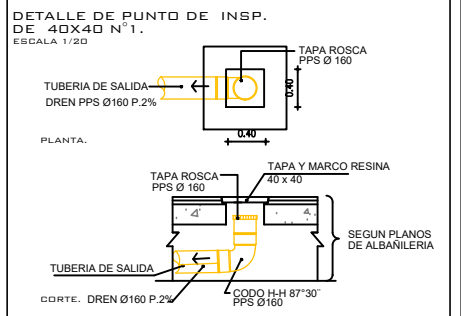 DETALLE DE PUNTO DE INSP.
DE 40X40 N°1.
ESCALA 1/20
TAPA ROSCA
PPS Ø 160
TUBERIA DE SALIDA
DREN PPS Ø160 P.2%
0.40
0.40
PLANTA.
TAPA ROSCA
PPS Ø 160
TAPA Y MARCO RESINA
40 x 40
SEGUN PLANOS
DE ALBAÑILERIA
TUBERIA DE SALIDA
CORTE. DREN Ø160 P.2%
CODO H-H 87°30¨
PPS Ø160